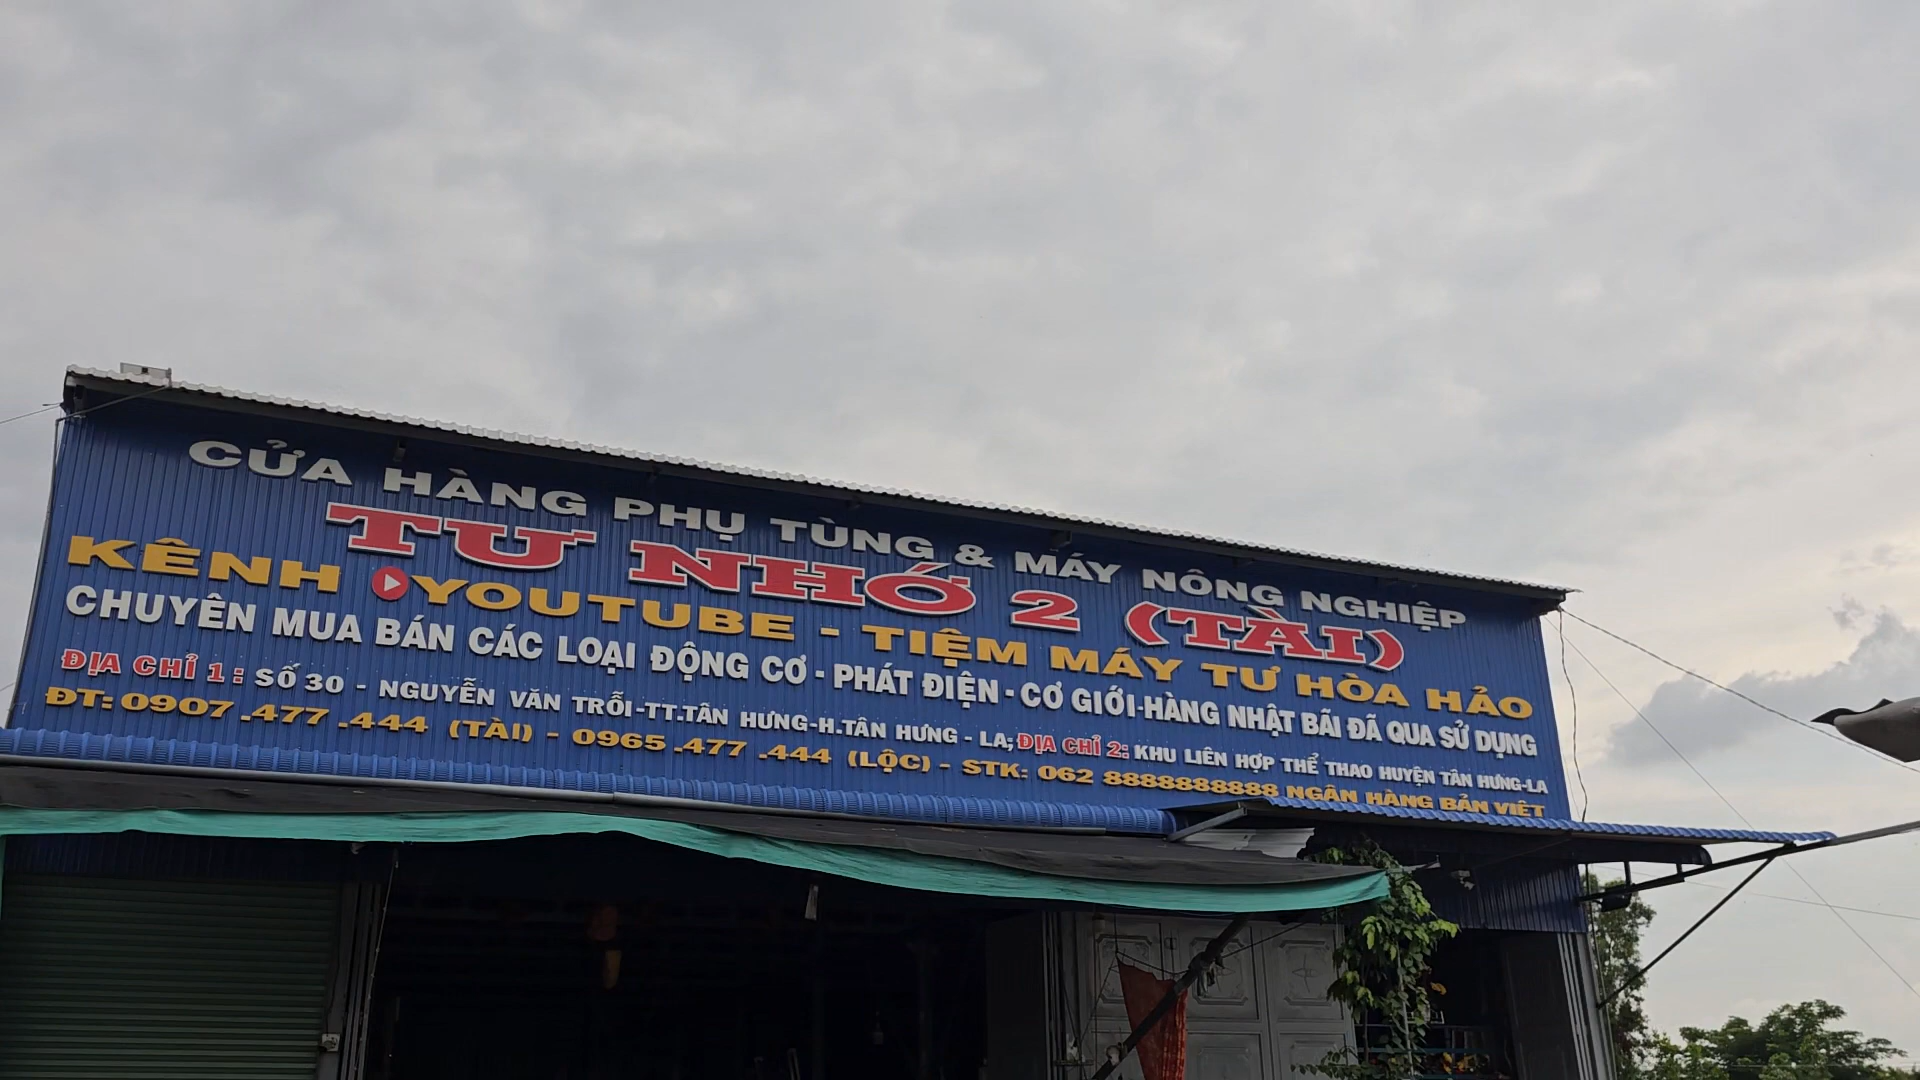 CỬA HÀNG PHỤ TÙNG & MÁY NÔNG NGHIỆP
TƯ NHỚ 2 (TÀI)
KÊNH YOUTUBE - TIỆM MÁY TƯ HÒA HẢO
CHUYÊN MUA BÁN CÁC LOẠI ĐỘNG CƠ - PHÁT ĐIỆN - CƠ GIỚI-HÀNG NHẬT BÃI ĐÃ QUA SỬ DỤNG
ĐỊA CHỈ 1: SỐ 30 - NGUYỄN VĂN TRỖI-TT.TÂN HƯNG-H.TÂN HƯNG - LA; ĐỊA CHỈ 2: KHU LIÊN HỢP THỂ THAO HUYỆN TÂN HƯNG-LA
ĐT: 0907.477.444 (TÀI) - 0965.477.444 (LỘC) - STK: 062 8888888888 NGÂN HÀNG BẢN VIỆT